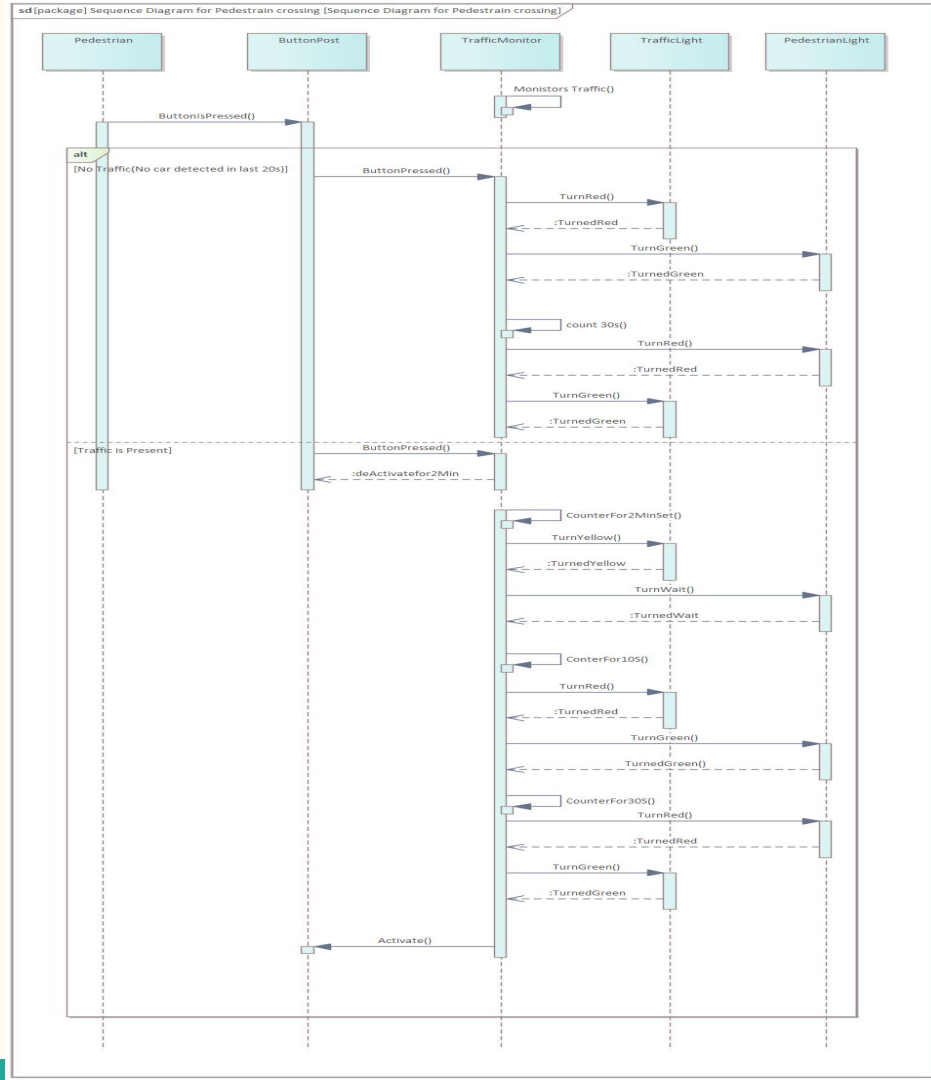 sd [package] Sequence Diagram for Pedestrain crossing [Sequence Diagram for Pedestrain crossing]
Pedestrian
ButtonPost
TrafficMonitor
TrafficLight
PedestrianLight
Monistors Traffic()
ButtonIsPressed()
alt
[No Traffic(No car detected in last 20s)]
ButtonPressed()
TurnRed()
:TurnedRed
TurnGreen()
:TurnedGreen
count 30s()
TurnRed()
:TurnedRed
TurnGreen()
:TurnedGreen
[Traffic is Present]
ButtonPressed()
:deActivatefor2Min
CounterFor2MinSet()
TurnYellow()
:TurnedYellow
TurnWait()
:TurnedWait
ConterFor10S()
TurnRed()
:TurnedRed
TurnGreen()
TurnedGreen()
CounterFor30S()
TurnRed()
:TurnedRed
TurnGreen()
:TurnedGreen
Activate()